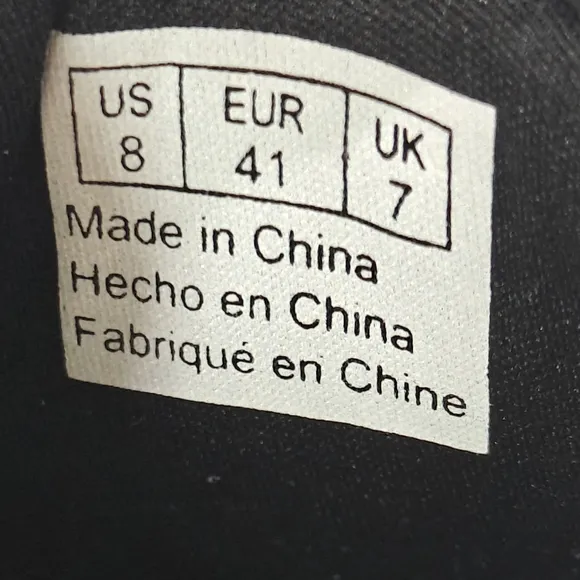 US EUR UK
8 41 7
Made in China
Hecho en China
Fabriqué en Chine